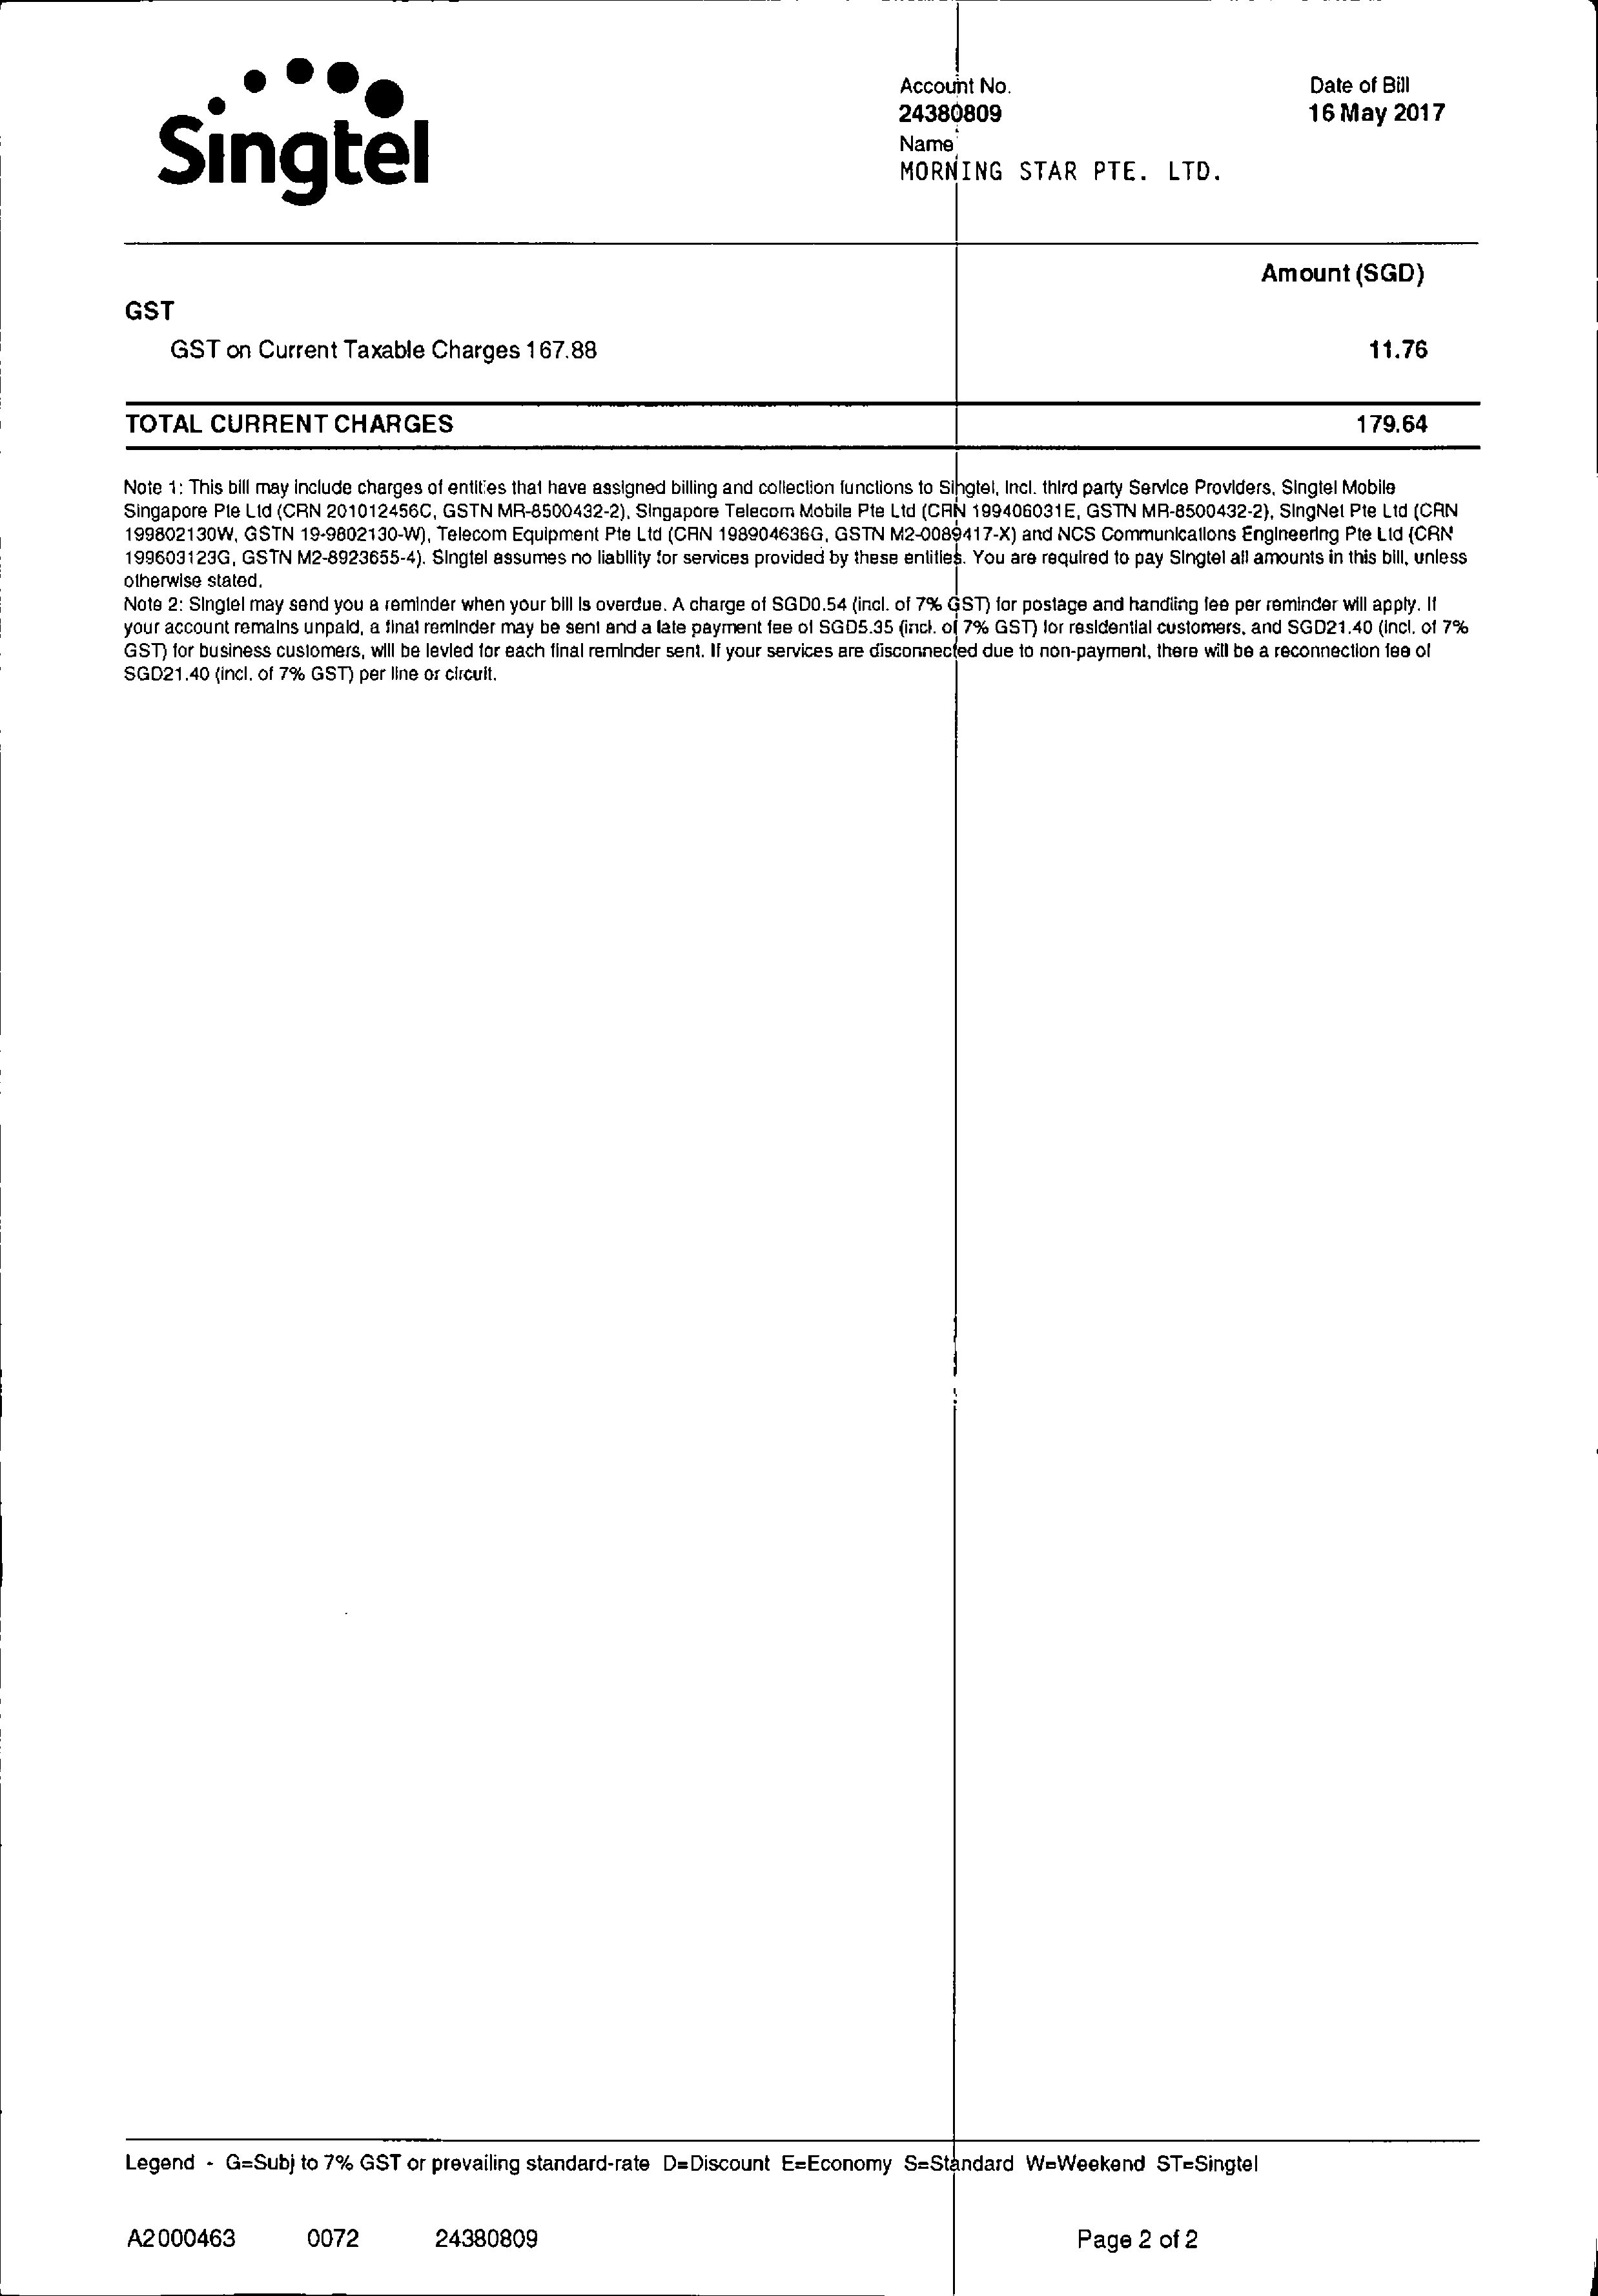 Singtel
Account No.
24380809
Name
MORNING STAR PTE. LTD.
Date of Bill
16 May 2017
Amount (SGD)
GST
GST on Current Taxable Charges 167.88 11.76
TOTAL CURRENT CHARGES 179.64
Note 1: This bill may include charges of entities that have assigned billing and collection functions to Singtel, Incl. third party Service Providers, Singtel Mobile
Singapore Pte Ltd (CRN 201012456C, GSTN MR-8500432-2), Singapore Telecom Mobile Pte Ltd (CRN 199406031E, GSTN MR-8500432-2), SingNet Pte Ltd (CRN
199802130W, GSTN 19-9802130-W), Telecom Equipment Pte Ltd (CRN 198904636G, GSTN M2-0089417-X) and NCS Communications Engineering Pte Ltd (CRN
199603123G, GSTN M2-8923655-4). Singtel assumes no liability for services provided by these entities. You are required to pay Singtel all amounts in this bill, unless
otherwise stated.
Note 2: Singtel may send you a reminder when your bill is overdue. A charge of SGD0.54 (incl. of 7% GST) for postage and handling fee per reminder will apply. If
your account remains unpaid, a final reminder may be sent and a late payment fee of SGD5.35 (incl. of 7% GST) for residential customers, and SGD21.40 (incl. of 7%
GST) for business customers, will be levied for each final reminder sent. If your services are disconnected due to non-payment, there will be a reconnection fee of
SGD21.40 (incl. of 7% GST) per line or circuit.
Legend - G=Subj to 7% GST or prevailing standard-rate D=Discount E=Economy S=Standard W=Weekend ST=Singtel
A2000463 0072 24380809 Page 2 of 2